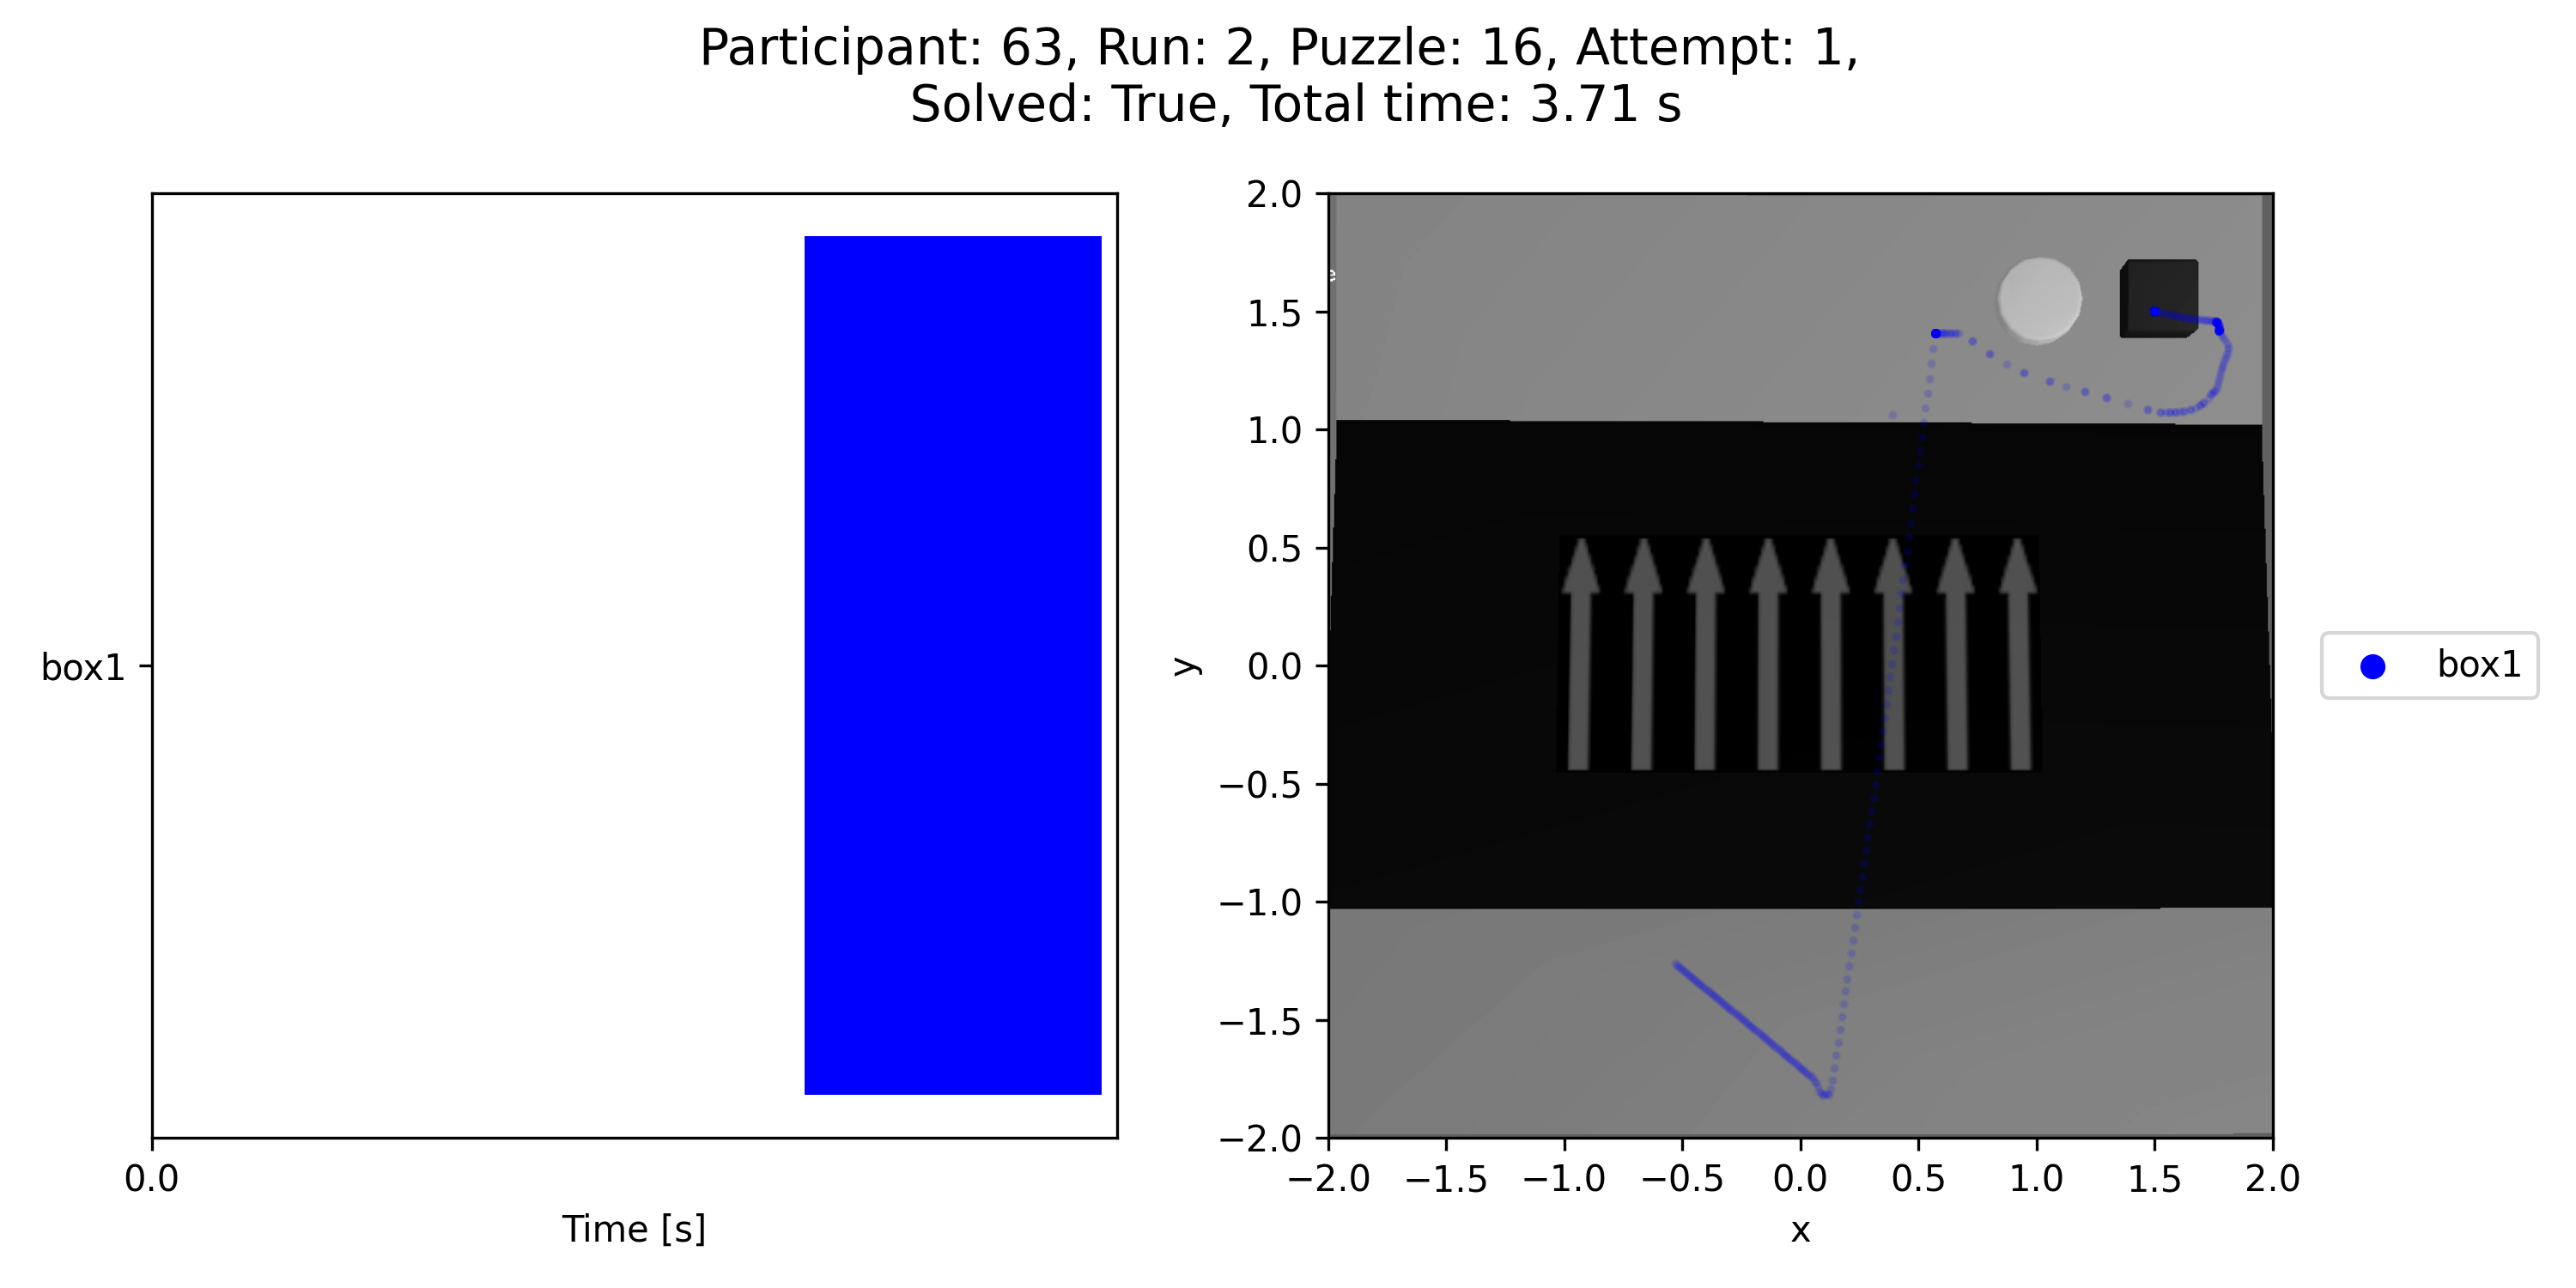 Participant: 63, Run: 2, Puzzle: 16, Attempt: 1,
Solved: True, Total time: 3.71 s
box1
0.0
Time [s]
2.0
1.5
1.0
0.5
0.0
−0.5
−1.0
−1.5
−2.0
y
e
−2.0 −1.5 −1.0 −0.5 0.0 0.5 1.0 1.5 2.0
x
box1